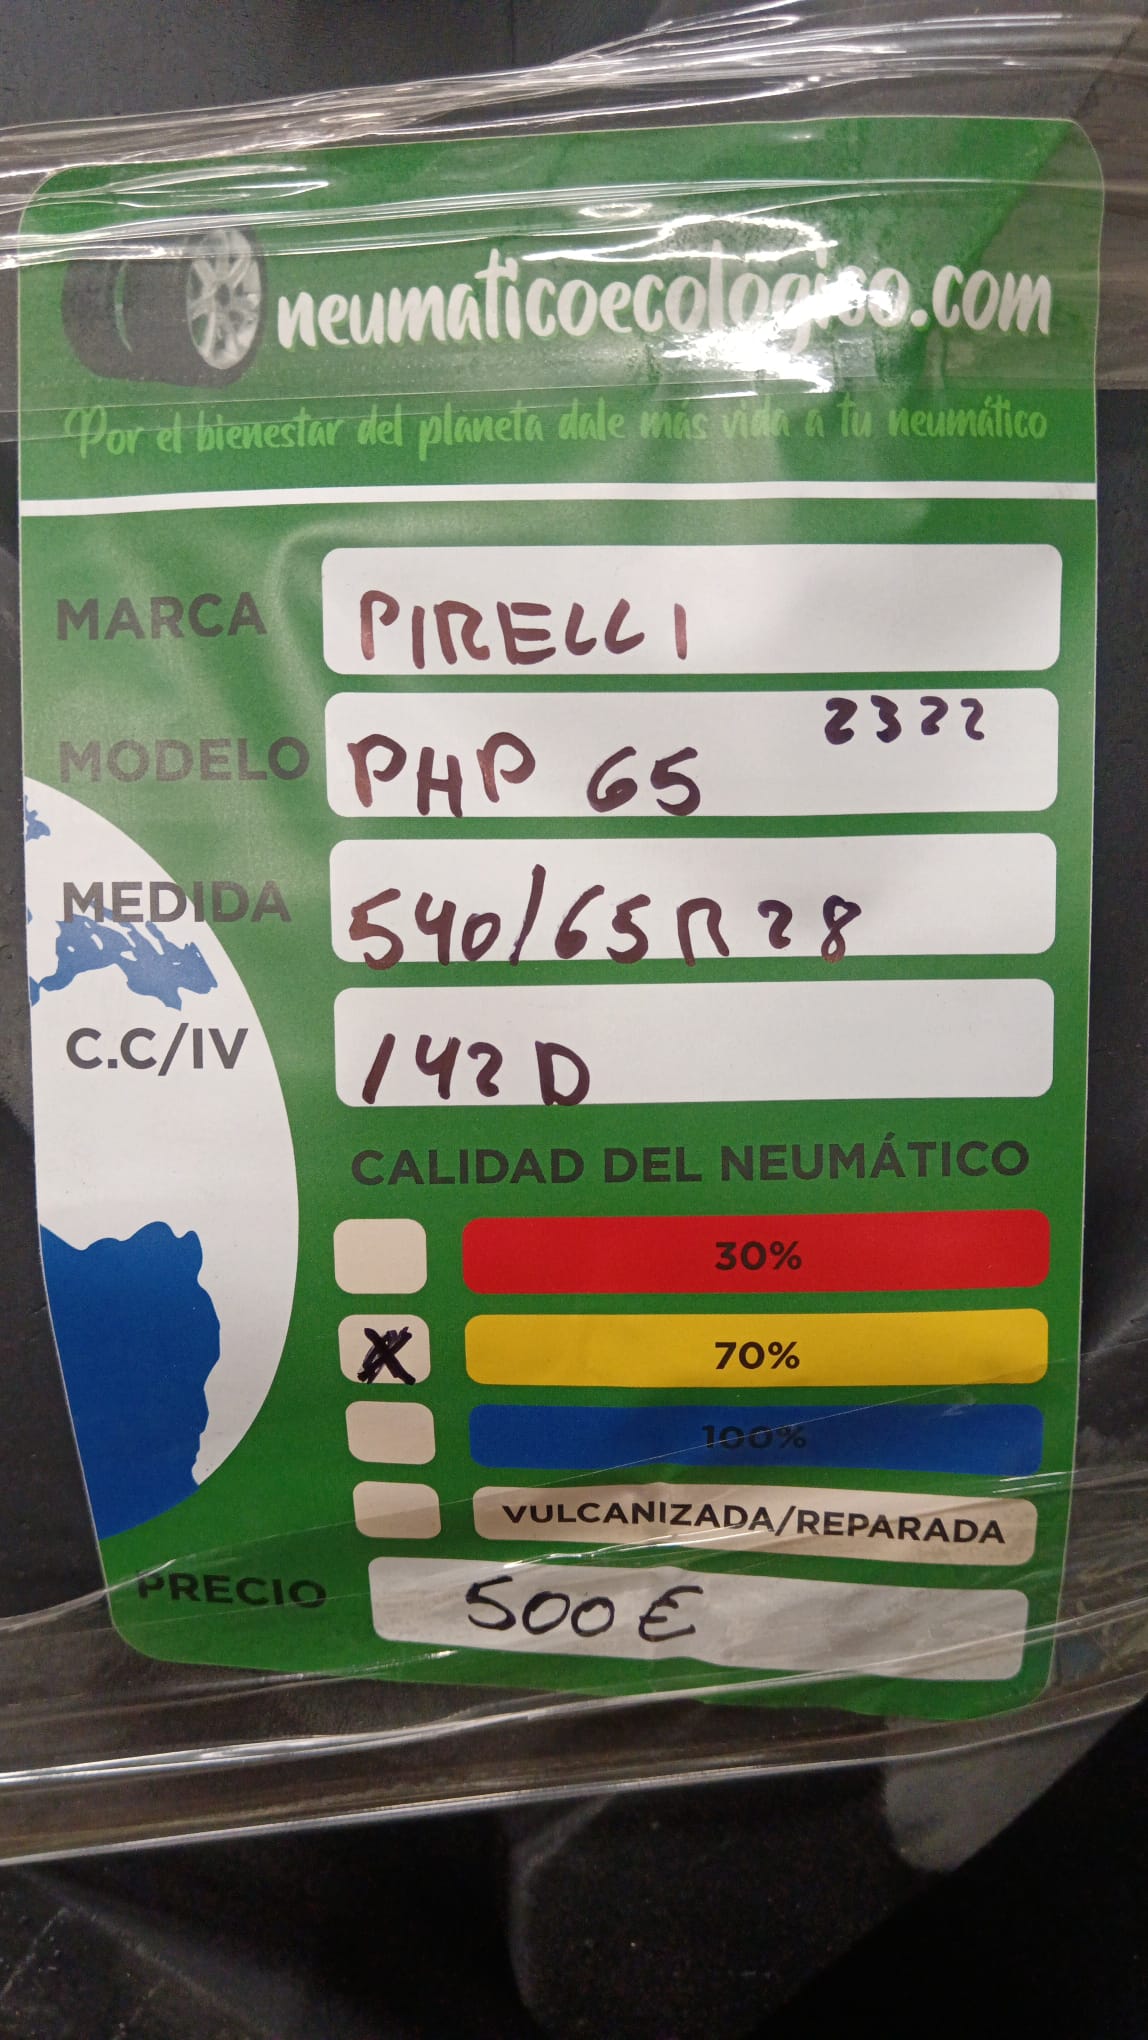 neumaticoecologico.com
Por el bienestar del planeta dale más vida a tu neumático
MARCA PIRELLI
MODELO PHP 65 2322
MEDIDA 540/65R28
C.C/IV 142D
CALIDAD DEL NEUMÁTICO
30%
X 70%
100%
VULCANIZADA/REPARADA
PRECIO 500€